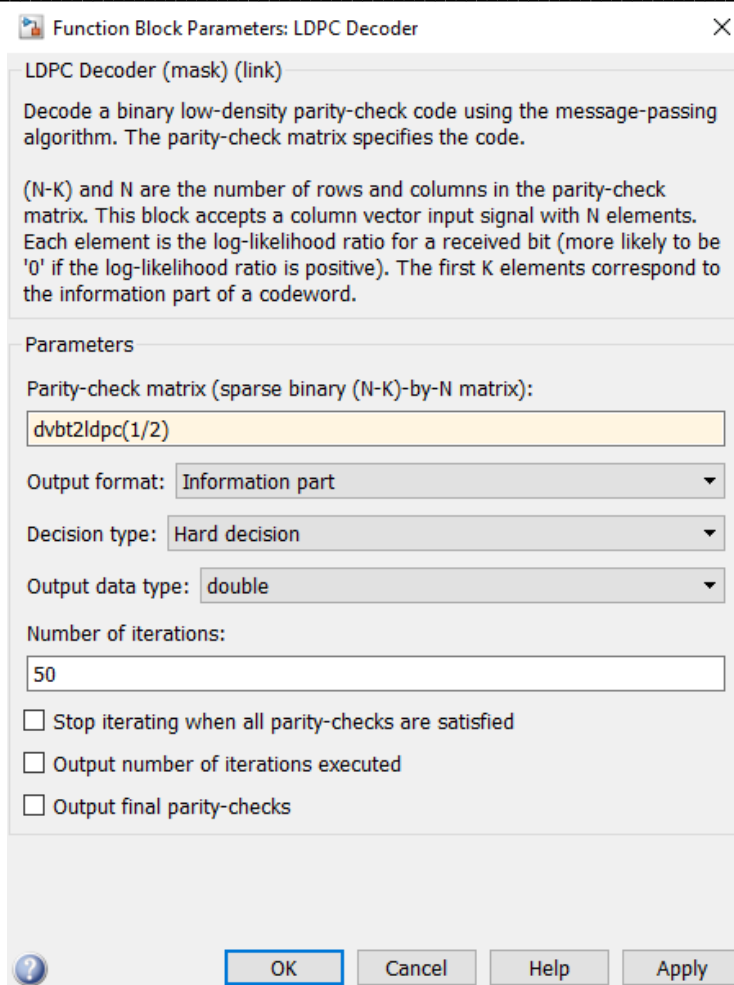 Function Block Parameters: LDPC Decoder
LDPC Decoder (mask) (link)
Decode a binary low-density parity-check code using the message-passing
algorithm. The parity-check matrix specifies the code.
(N-K) and N are the number of rows and columns in the parity-check
matrix. This block accepts a column vector input signal with N elements.
Each element is the log-likelihood ratio for a received bit (more likely to be
'0' if the log-likelihood ratio is positive). The first K elements correspond to
the information part of a codeword.
Parameters
Parity-check matrix (sparse binary (N-K)-by-N matrix):
dvbt2ldpc(1/2)
Output format: Information part
Decision type: Hard decision
Output data type: double
Number of iterations:
50
Stop iterating when all parity-checks are satisfied
Output number of iterations executed
Output final parity-checks
? OK Cancel Help Apply